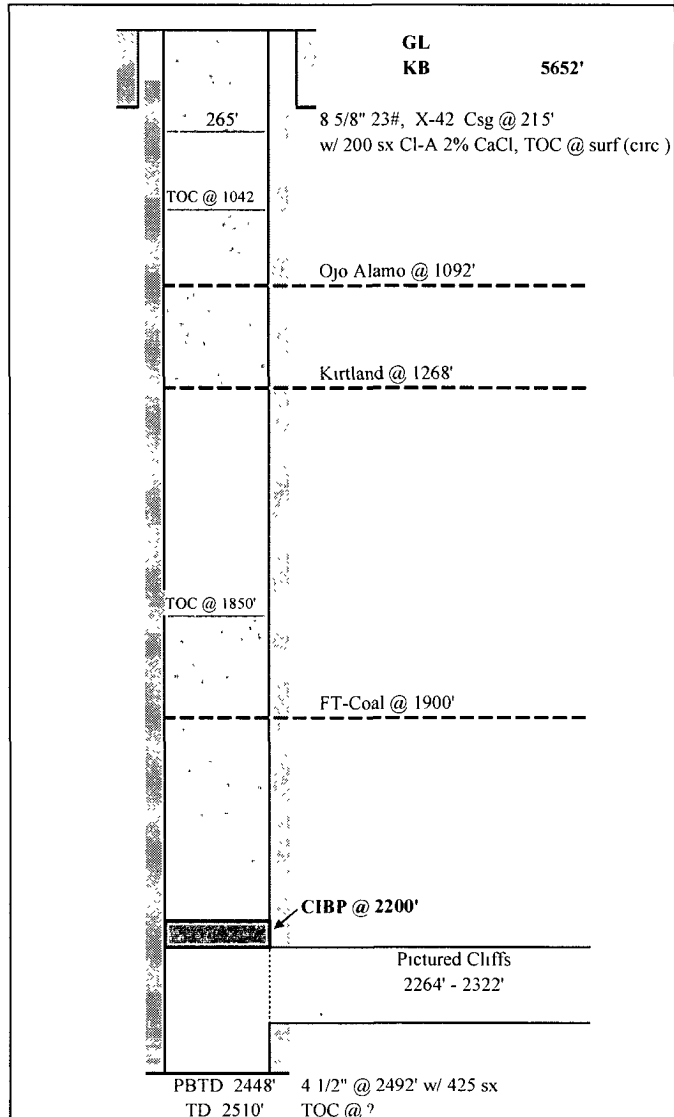 GL
KB 5652'
265'
8 5/8" 23#, X-42 Csg @ 215'
w/ 200 sx Cl-A 2% CaCl, TOC @ surf (circ )
TOC @ 1042
Ojo Alamo @ 1092'
Kirtland @ 1268'
TOC @ 1850'
FT-Coal @ 1900'
CIBP @ 2200'
Pictured Cliffs
2264' - 2322'
PBTD 2448' 4 1/2" @ 2492' w/ 425 sx
TD 2510' TOC @ ?